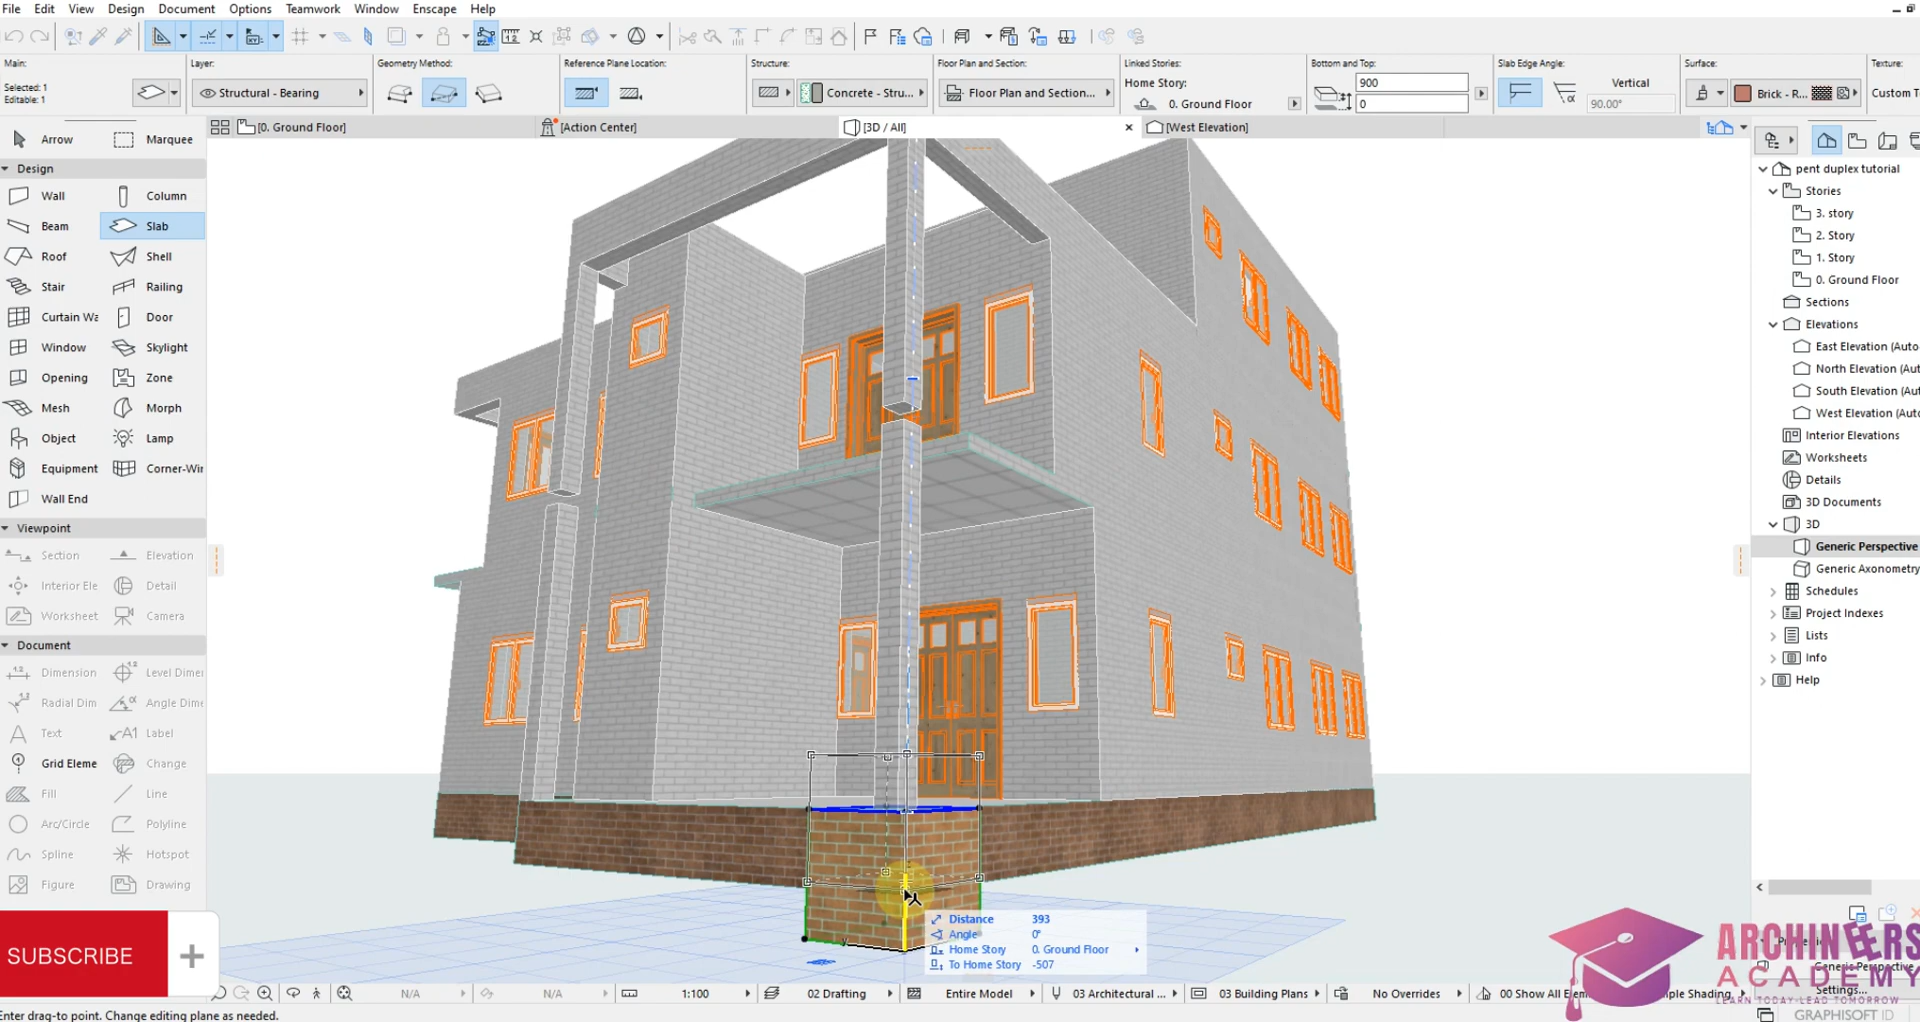 File Edit View Design Document Options Teamwork Window Enscape Help
Main: Layer: Geometry Method: Reference Plane Location: Structure: Floor Plan and Section: Linked Stories: Bottom and Top: Slab Edge Angle: Surface: Texture:
Selected: 1
Editable: 1
Structural - Bearing
Concrete - Stru...
Floor Plan and Section...
Home Story:
0. Ground Floor
900
0
Vertical
90.00°
Brick - R...
Custom T
[0. Ground Floor] [Action Center] [3D / All] [West Elevation]
Arrow Marquee
Design
Wall Column
Beam Slab
Roof Shell
Stair Railing
Curtain Wa Door
Window Skylight
Opening Zone
Mesh Morph
Object Lamp
Equipment Corner-Wir
Wall End
Viewpoint
Section Elevation
Interior Ele Detail
Worksheet Camera
Document
Dimension Level Dime
Radial Dim Angle Dime
Text Label
Grid Eleme Change
Fill Line
Arc/Circle Polyline
Spline Hotspot
Figure Drawing
SUBSCRIBE
Distance 393
Angle 0°
Home Story 0. Ground Floor
To Home Story -507
pent duplex tutorial
Stories
3. story
2. Story
1. Story
0. Ground Floor
Sections
Elevations
East Elevation (Auto
North Elevation (Aut
South Elevation (Aut
West Elevation (Auto
Interior Elevations
Worksheets
Details
3D Documents
3D
Generic Perspective
Generic Axonometry
Schedules
Project Indexes
Lists
Info
Help
ARCHINEERS
ACADEMY
LEARN TODAY-LEAD TOMORROW
Generic Perspective
Settings...
N/A N/A 1:100 02 Drafting Entire Model 03 Architectural ... 03 Building Plans No Overrides 00 Show All Elem ple Shading
Enter drag-to point. Change editing plane as needed.
GRAPHISOFT ID